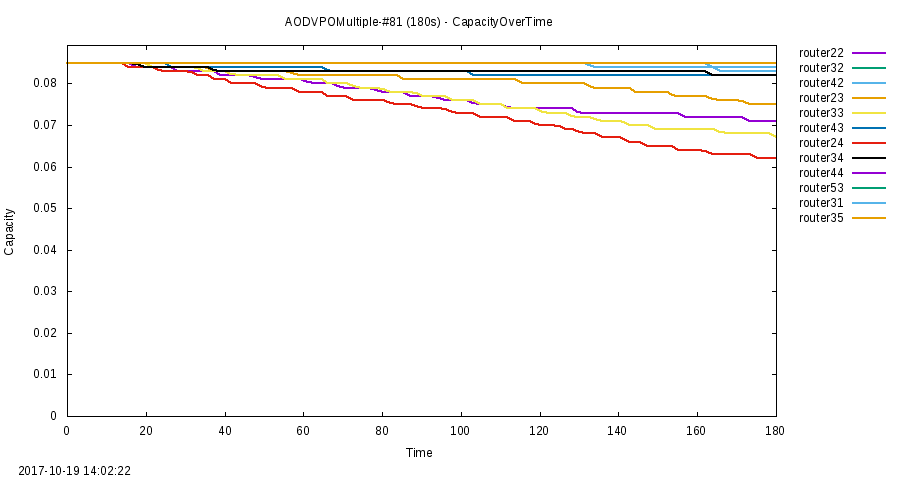 AODVPOMultiple-#81 (180s) - CapacityOverTime
router22
router32
router42
router23
router33
router43
router24
router34
router44
router53
router31
router35
Capacity
0.08
0.07
0.06
0.05
0.04
0.03
0.02
0.01
0
0 20 40 60 80 100 120 140 160 180
Time
2017-10-19 14:02:22